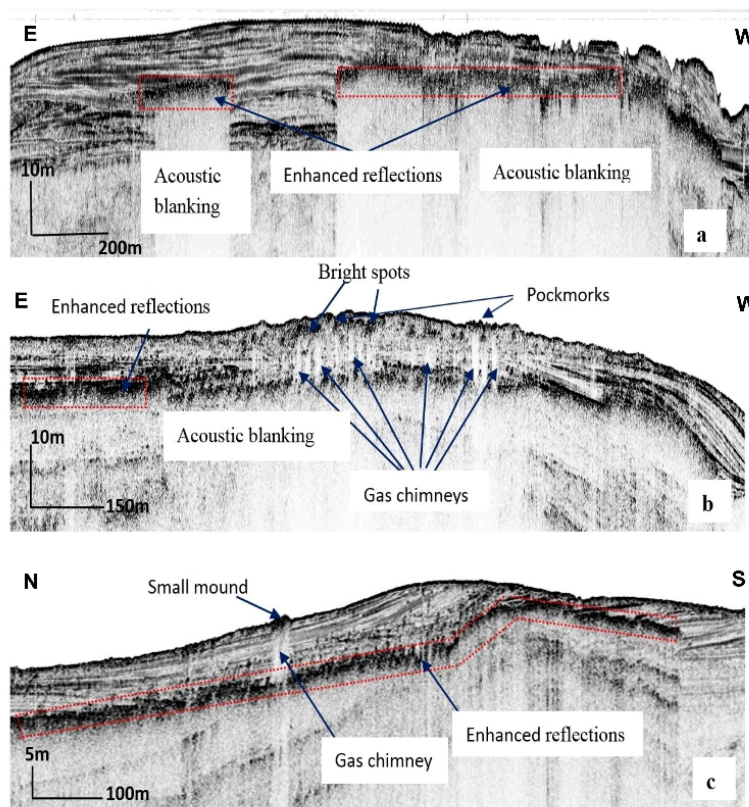 E
W
10m
200m
Acoustic
blanking
Enhanced reflections
Acoustic blanking
a
E
Bright spots
Pockmorks
W
Enhanced reflections
10m
Acoustic blanking
150m
Gas chimneys
b
N
S
Small mound
5m
100m
Gas chimney
Enhanced reflections
c